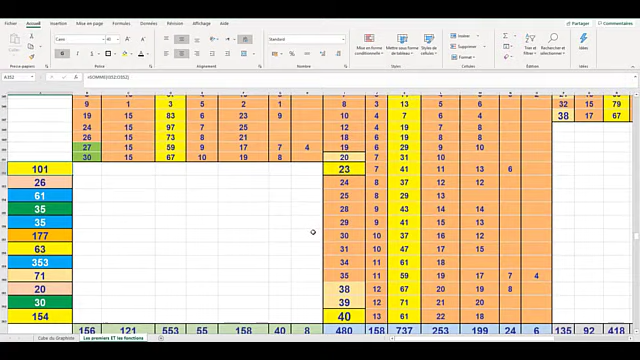 Fichier Accueil Insertion Mise en page Formules Données Révision Affichage Aide Partager Commentaires
Coller Calibri 11 Standard Mise en forme conditionnelle Mettre sous forme de tableau Styles de cellules Insérer Supprimer Format Trier et filtrer Rechercher et sélectionner Idées
Presse-papiers Police Alignement Nombre Styles Cellules Édition Idées
A352
9 1 3 5 2 1 8 3 13 5 6 32 15 79
19 15 83 6 23 9 10 4 7 6 4 38 17 67
24 15 97 7 25 12 4 19 7 8
26 15 73 8 21 18 6 19 8 8
27 15 59 9 17 7 4 19 6 29 9 10
30 15 67 10 19 8 20 7 31 10
101 23 7 41 11 13 6
26 24 8 37 12 12
61 25 8 29 13
35 28 9 43 14 14
35 29 9 41 15 13
177 30 10 37 16 12
63 31 10 47 17 15
353 34 11 61 18
71 35 11 59 19 17 7 4
20 38 12 67 20 19 8
30 39 12 71 21 20
154 40 13 61 22 18
156 121 553 55 158 40 8 480 158 737 253 199 24 6 135 92 418
Cube du Graphide Les premiers ET les fonctions